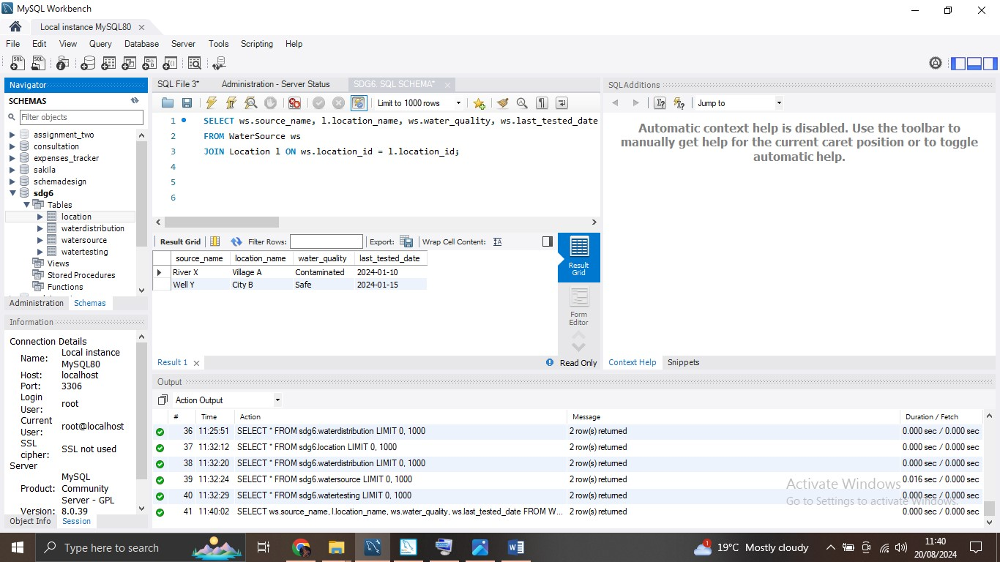 MySQL Workbench
Local instance MySQL80
File Edit View Query Database Server Tools Scripting Help
Navigator
SCHEMAS
Filter objects
assignment_two
consultation
expenses_tracker
sakila
schemadesign
sdg6
Tables
location
waterdistribution
watersource
watertesting
Views
Stored Procedures
Functions
Administration Schemas
Information
Connection Details
Name: Local instance MySQL80
Host: localhost
Port: 3306
Login User: root
Current User: root@localhost
SSL cipher: SSL not used
Server
Product: MySQL Community Server - GPL
Version: 8.0.39
Object Info Session
SQL File 3* Administration - Server Status SDG6. SQL SCHEMA*
Limit to 1000 rows
1 SELECT ws.source_name, l.location_name, ws.water_quality, ws.last_tested_date
2 FROM WaterSource ws
3 JOIN Location l ON ws.location_id = l.location_id;
4
5
6
Result Grid Filter Rows: Export: Wrap Cell Content:
source_name location_name water_quality last_tested_date
River X Village A Contaminated 2024-01-10
Well Y City B Safe 2024-01-15
Result Grid
Form Editor
Result 1 Read Only
SQLAdditions
Jump to
Automatic context help is disabled. Use the toolbar to
manually get help for the current caret position or to toggle
automatic help.
Context Help Snippets
Output
Action Output
# Time Action Message Duration / Fetch
36 11:25:51 SELECT * FROM sdg6.waterdistribution LIMIT 0, 1000 2 row(s) returned 0.000 sec / 0.000 sec
37 11:32:12 SELECT * FROM sdg6.location LIMIT 0, 1000 2 row(s) returned 0.000 sec / 0.000 sec
38 11:32:20 SELECT * FROM sdg6.waterdistribution LIMIT 0, 1000 2 row(s) returned 0.000 sec / 0.000 sec
39 11:32:24 SELECT * FROM sdg6.watersource LIMIT 0, 1000 2 row(s) returned 0.016 sec / 0.000 sec
40 11:32:29 SELECT * FROM sdg6.watertesting LIMIT 0, 1000 2 row(s) returned 0.000 sec / 0.000 sec
41 11:40:02 SELECT ws.source_name, l.location_name, ws.water_quality, ws.last_tested_date FROM W... 2 row(s) returned 0.000 sec / 0.000 sec
Activate Windows
Go to Settings to activate Windows.
Type here to search
19°C Mostly cloudy
11:40
20/08/2024